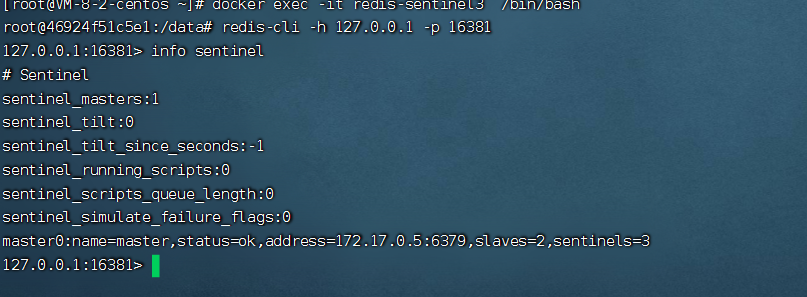 [root@VM-8-2-centos ~]# docker exec -it redis-sentinel3  /bin/bash
root@46924f51c5e1:/data# redis-cli -h 127.0.0.1 -p 16381
127.0.0.1:16381> info sentinel
# Sentinel
sentinel_masters:1
sentinel_tilt:0
sentinel_tilt_since_seconds:-1
sentinel_running_scripts:0
sentinel_scripts_queue_length:0
sentinel_simulate_failure_flags:0
master0:name=master,status=ok,address=172.17.0.5:6379,slaves=2,sentinels=3
127.0.0.1:16381>